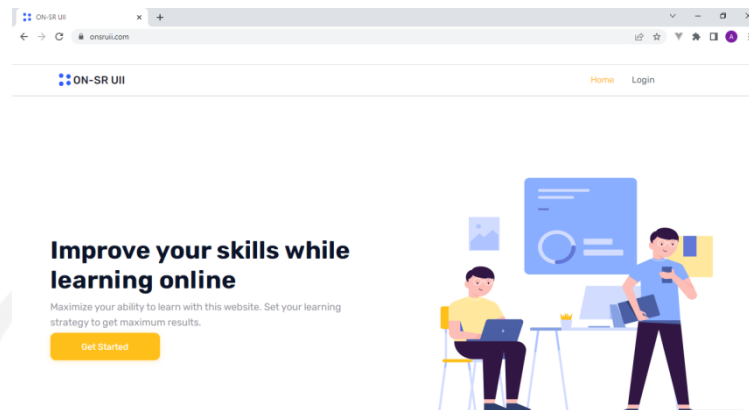 ON-SR UII
onsruii.com
A
ON-SR UII
Home Login
Improve your skills while
learning online
Maximize your ability to learn with this website. Set your learning
strategy to get maximum results.
Get Started